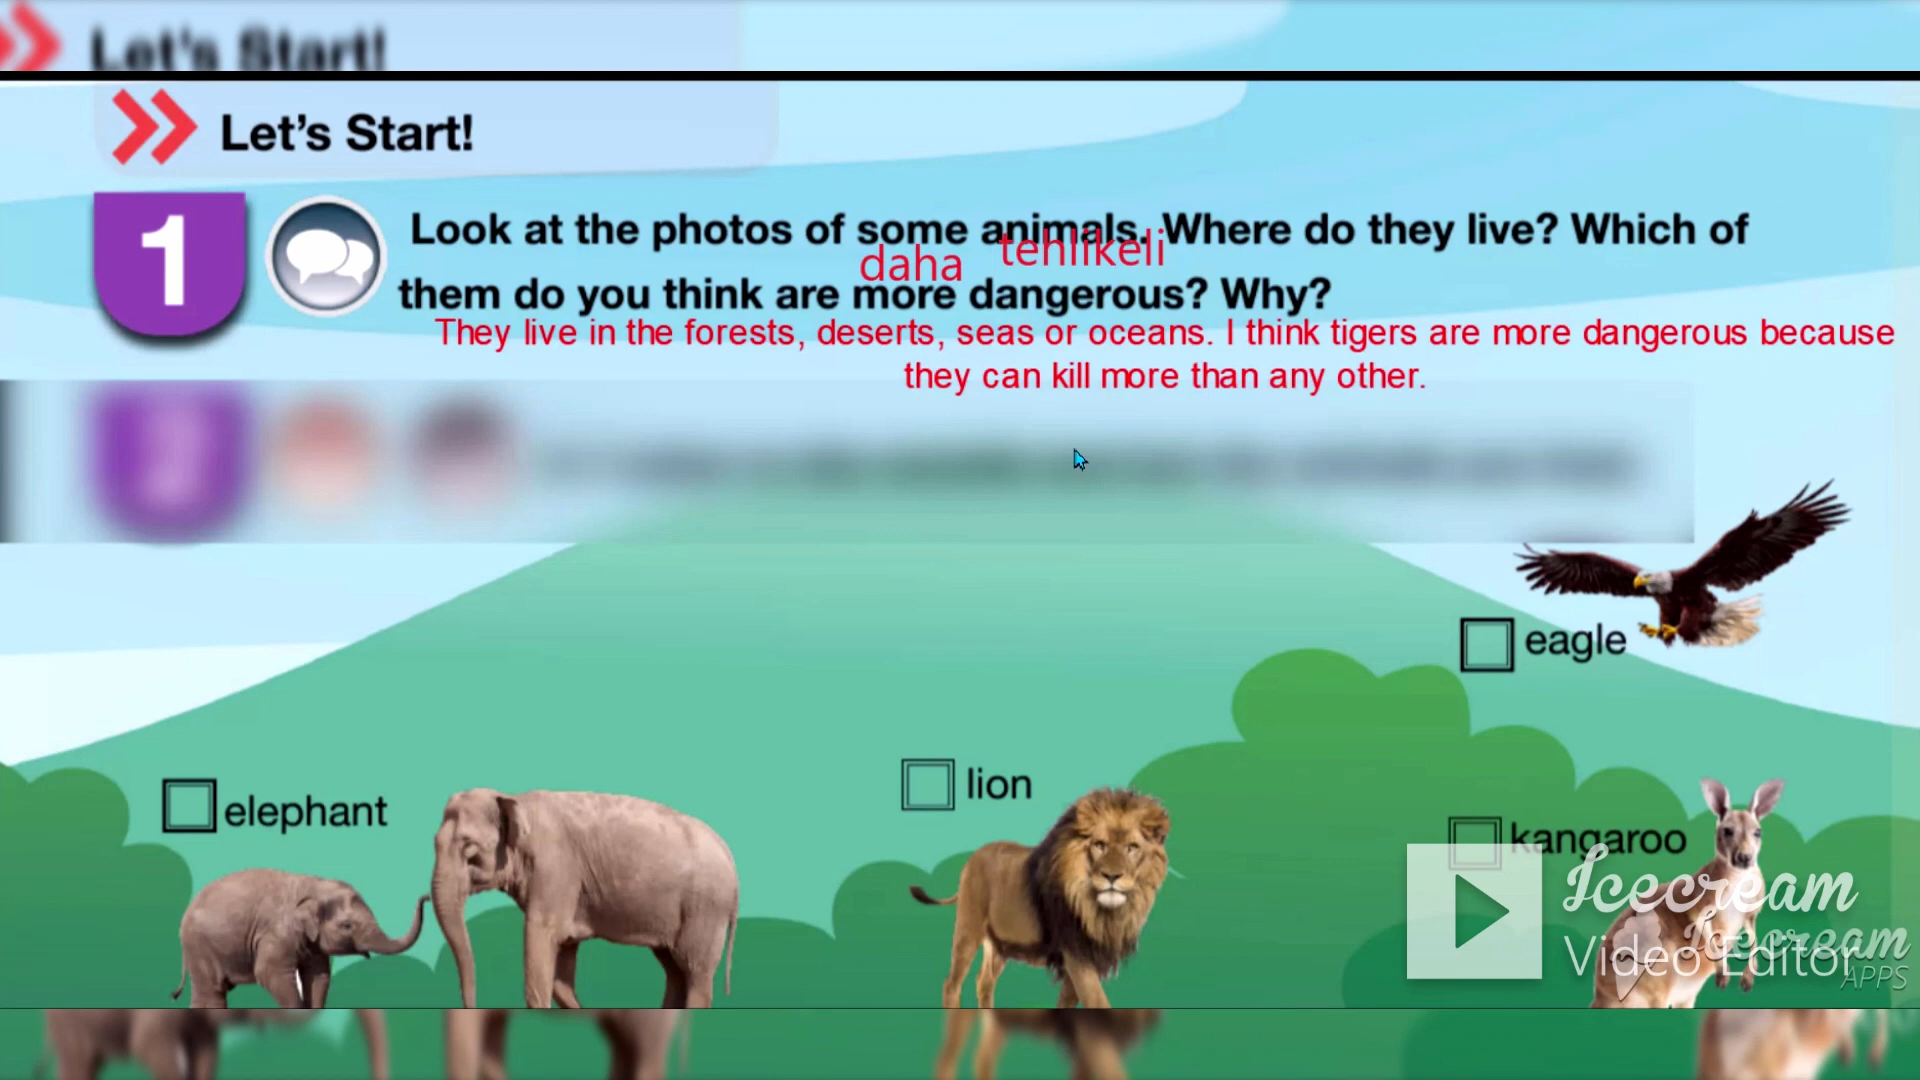 Let's Start!
Let's Start!
1
Look at the photos of some animals. Where do they live? Which of
daha tehlikeli
them do you think are more dangerous? Why?
They live in the forests, deserts, seas or oceans. I think tigers are more dangerous because
they can kill more than any other.
eagle
lion
elephant
kangaroo
Icecream
Video Editor
Icecream
APPS